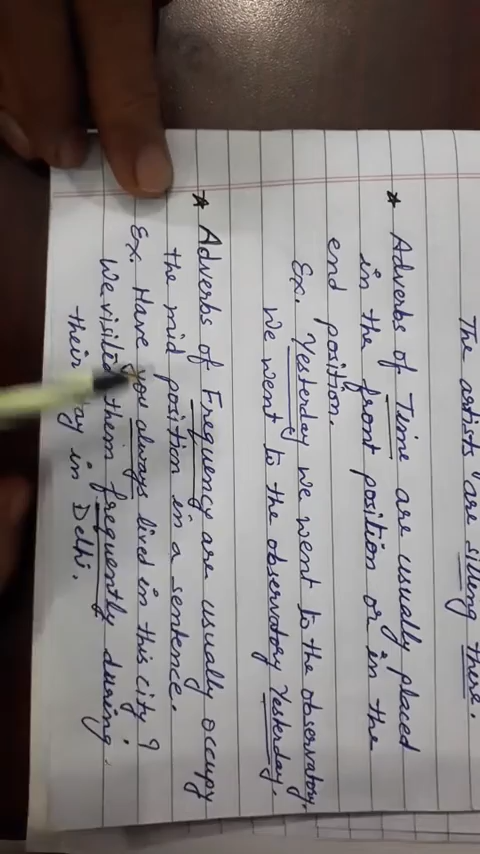 The artists are sitting there.
* Adverbs of Time are usually placed
in the front position or in the
end position.
Ex. Yesterday we went to the observatory.
We went to the observatory Yesterday.
* Adverbs of Frequency are usually occupy
the mid position in a sentence.
Ex. Have you always lived in this city ?
We visited them frequently during
their in Delhi.